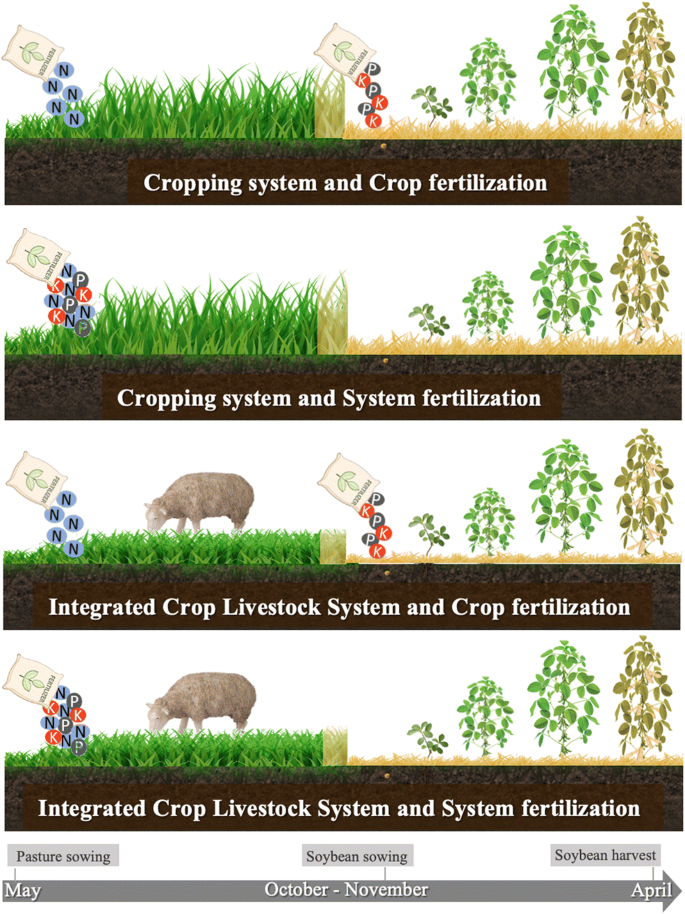 FERTILIZER
N
N
N
N
N
N
FERTILIZER
P
K
P
K
P
K
Cropping system and Crop fertilization
FERTILIZER
N
K P
N K
N P N
K N P
Cropping system and System fertilization
FERTILIZER
N
N
N
N
N
N
FERTILIZER
P
K
P
K
P
K
Integrated Crop Livestock System and Crop fertilization
FERTILIZER
N P
K N
N K
N P N
K N P
Integrated Crop Livestock System and System fertilization
Pasture sowing
Soybean sowing
Soybean harvest
May
October - November
April